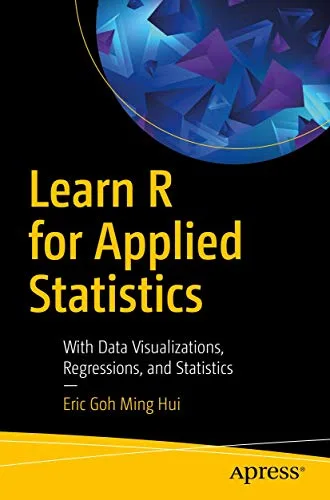 Learn R
for Applied
Statistics
With Data Visualizations,
Regressions, and Statistics
—
Eric Goh Ming Hui
Apress®